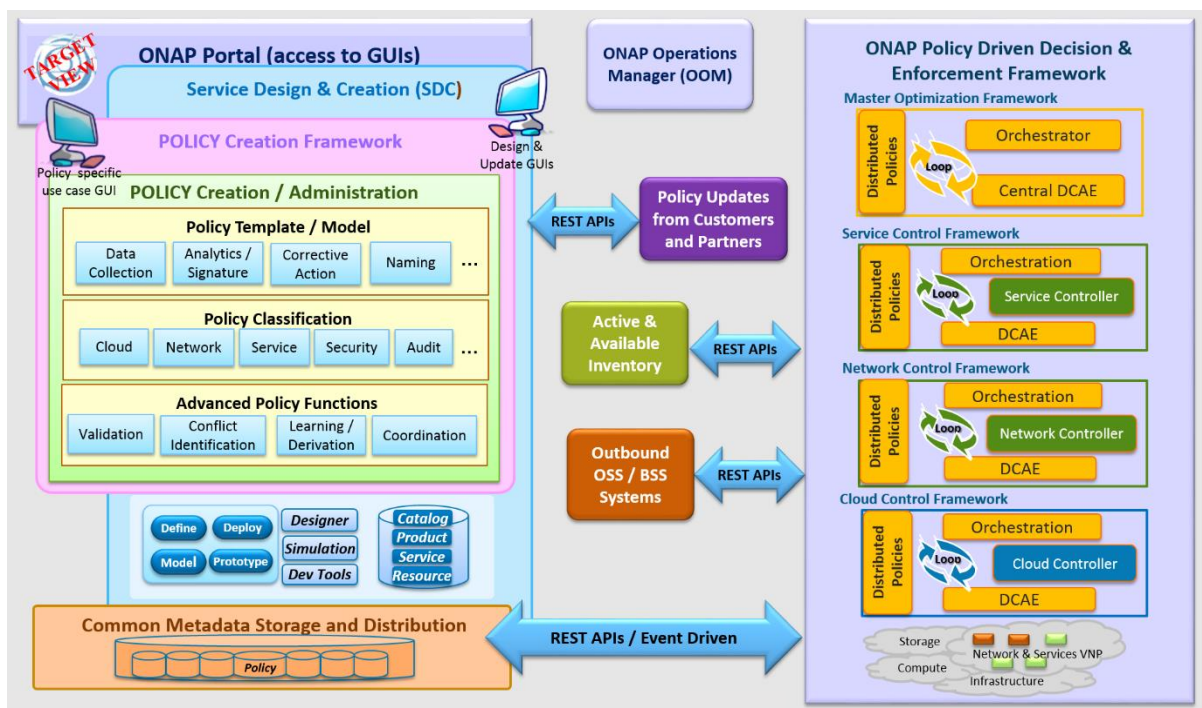 TARGET
VIEW
ONAP Portal (access to GUIs)
Service Design & Creation (SDC)
POLICY Creation Framework
Policy specific
use case GUI
Design &
Update GUIs
POLICY Creation / Administration
Policy Template / Model
Data
Collection
Analytics /
Signature
Corrective
Action
Naming
...
Policy Classification
Cloud
Network
Service
Security
Audit
...
Advanced Policy Functions
Validation
Conflict
Identification
Learning /
Derivation
Coordination
Define
Deploy
Model
Prototype
Designer
Simulation
Dev Tools
Catalog
Product
Service
Resource
Common Metadata Storage and Distribution
Policy
ONAP Operations
Manager (OOM)
REST APIs
Policy Updates
from Customers
and Partners
Active &
Available
Inventory
REST APIs
Outbound
OSS / BSS
Systems
REST APIs
REST APIs / Event Driven
ONAP Policy Driven Decision &
Enforcement Framework
Master Optimization Framework
Distributed
Policies
Loop
Orchestrator
Central DCAE
Service Control Framework
Distributed
Policies
Orchestration
Loop
Service Controller
DCAE
Network Control Framework
Distributed
Policies
Orchestration
Loop
Network Controller
DCAE
Cloud Control Framework
Distributed
Policies
Orchestration
Loop
Cloud Controller
DCAE
Storage
Network & Services VNP
Compute
Infrastructure